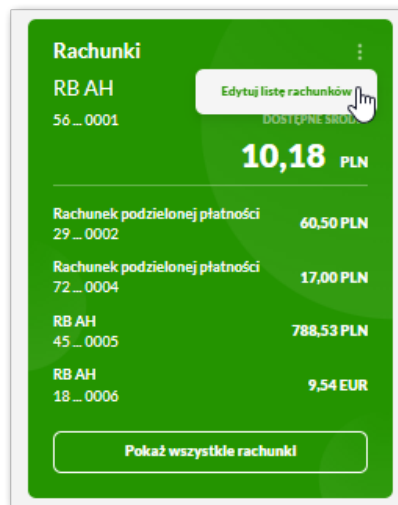 Rachunki
RB AH
Edytuj listę rachunków
56 ... 0001
DOSTĘPNE
10,18 PLN
Rachunek podzielonej płatności
29 ... 0002
60,50 PLN
Rachunek podzielonej płatności
72 ... 0004
17,00 PLN
RB AH
45 ... 0005
788,53 PLN
RB AH
18 ... 0006
9,54 EUR
Pokaż wszystkie rachunki